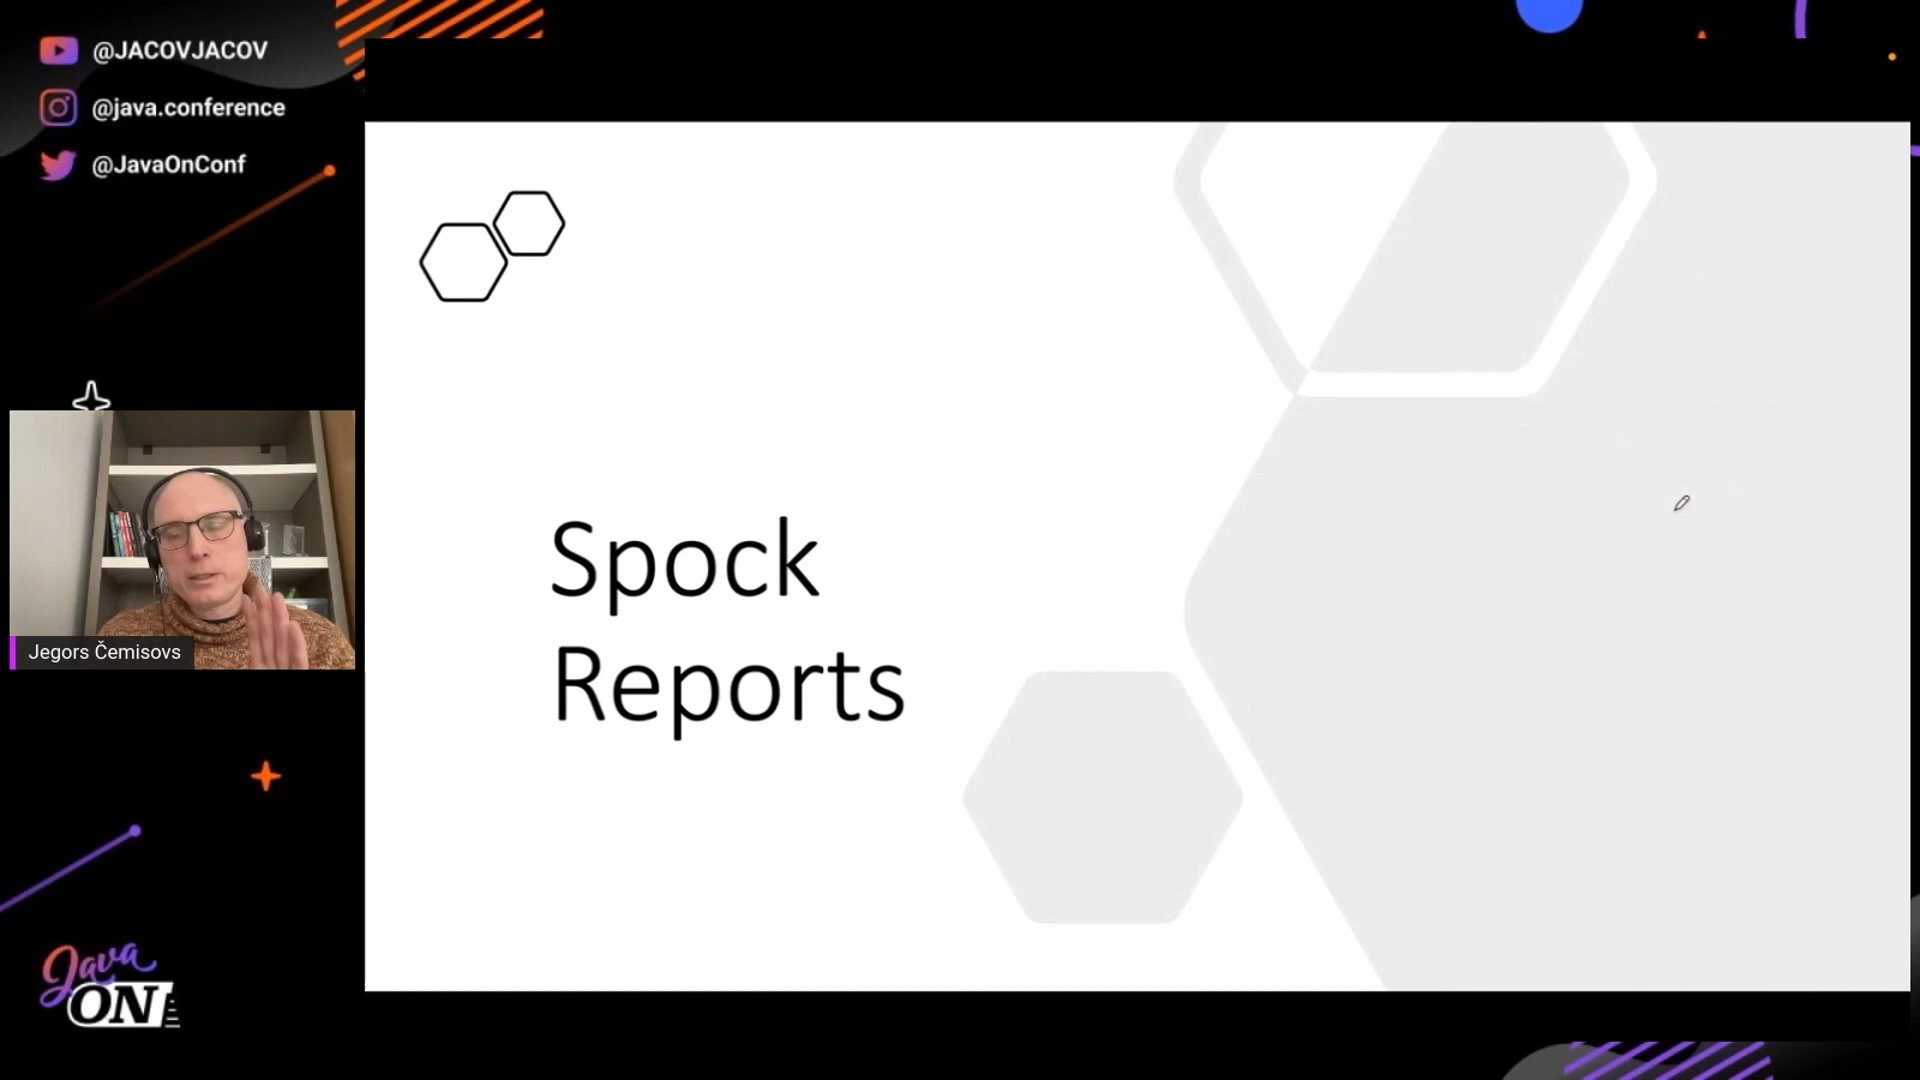 @JACOVJACOV
@java.conference
@JavaOnConf
Spock
Reports
Jegors Čemisovs
Java
ON